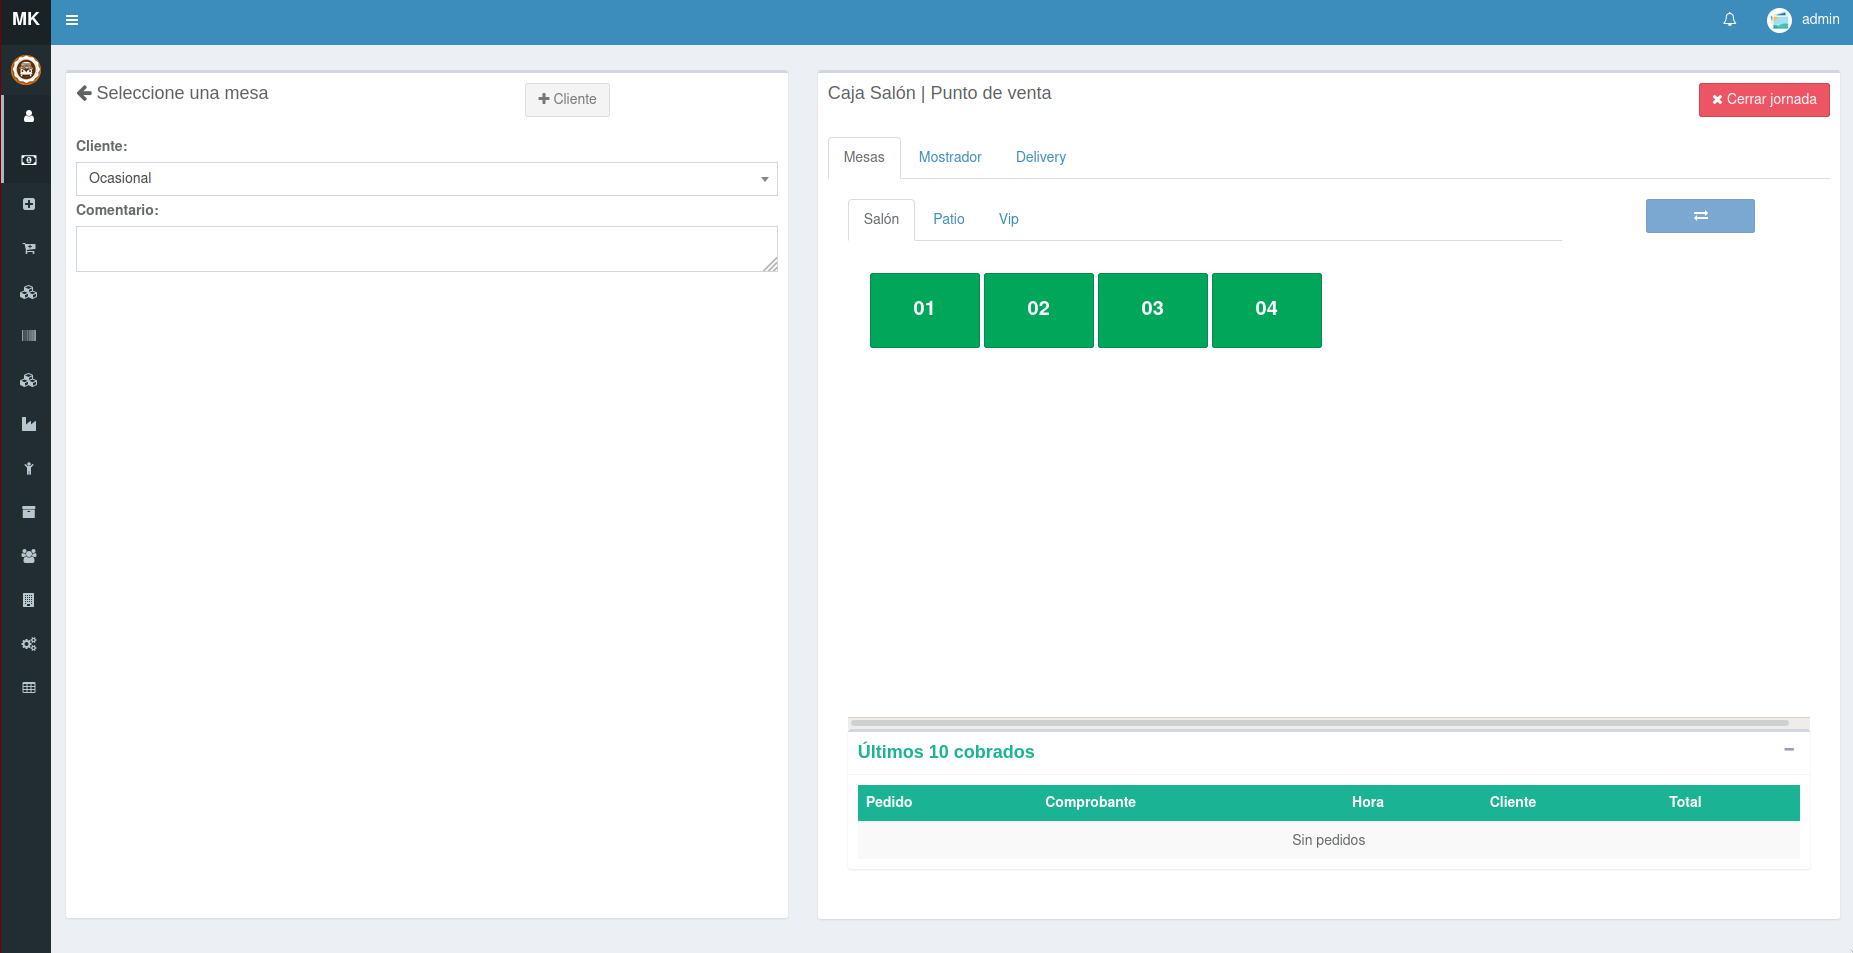 MK
admin
Seleccione una mesa
Cliente
Cliente:
Ocasional
Comentario:
Caja Salón | Punto de venta
Cerrar jornada
Mesas Mostrador Delivery
Salón Patio Vip
01 02 03 04
Últimos 10 cobrados
Pedido Comprobante Hora Cliente Total
Sin pedidos